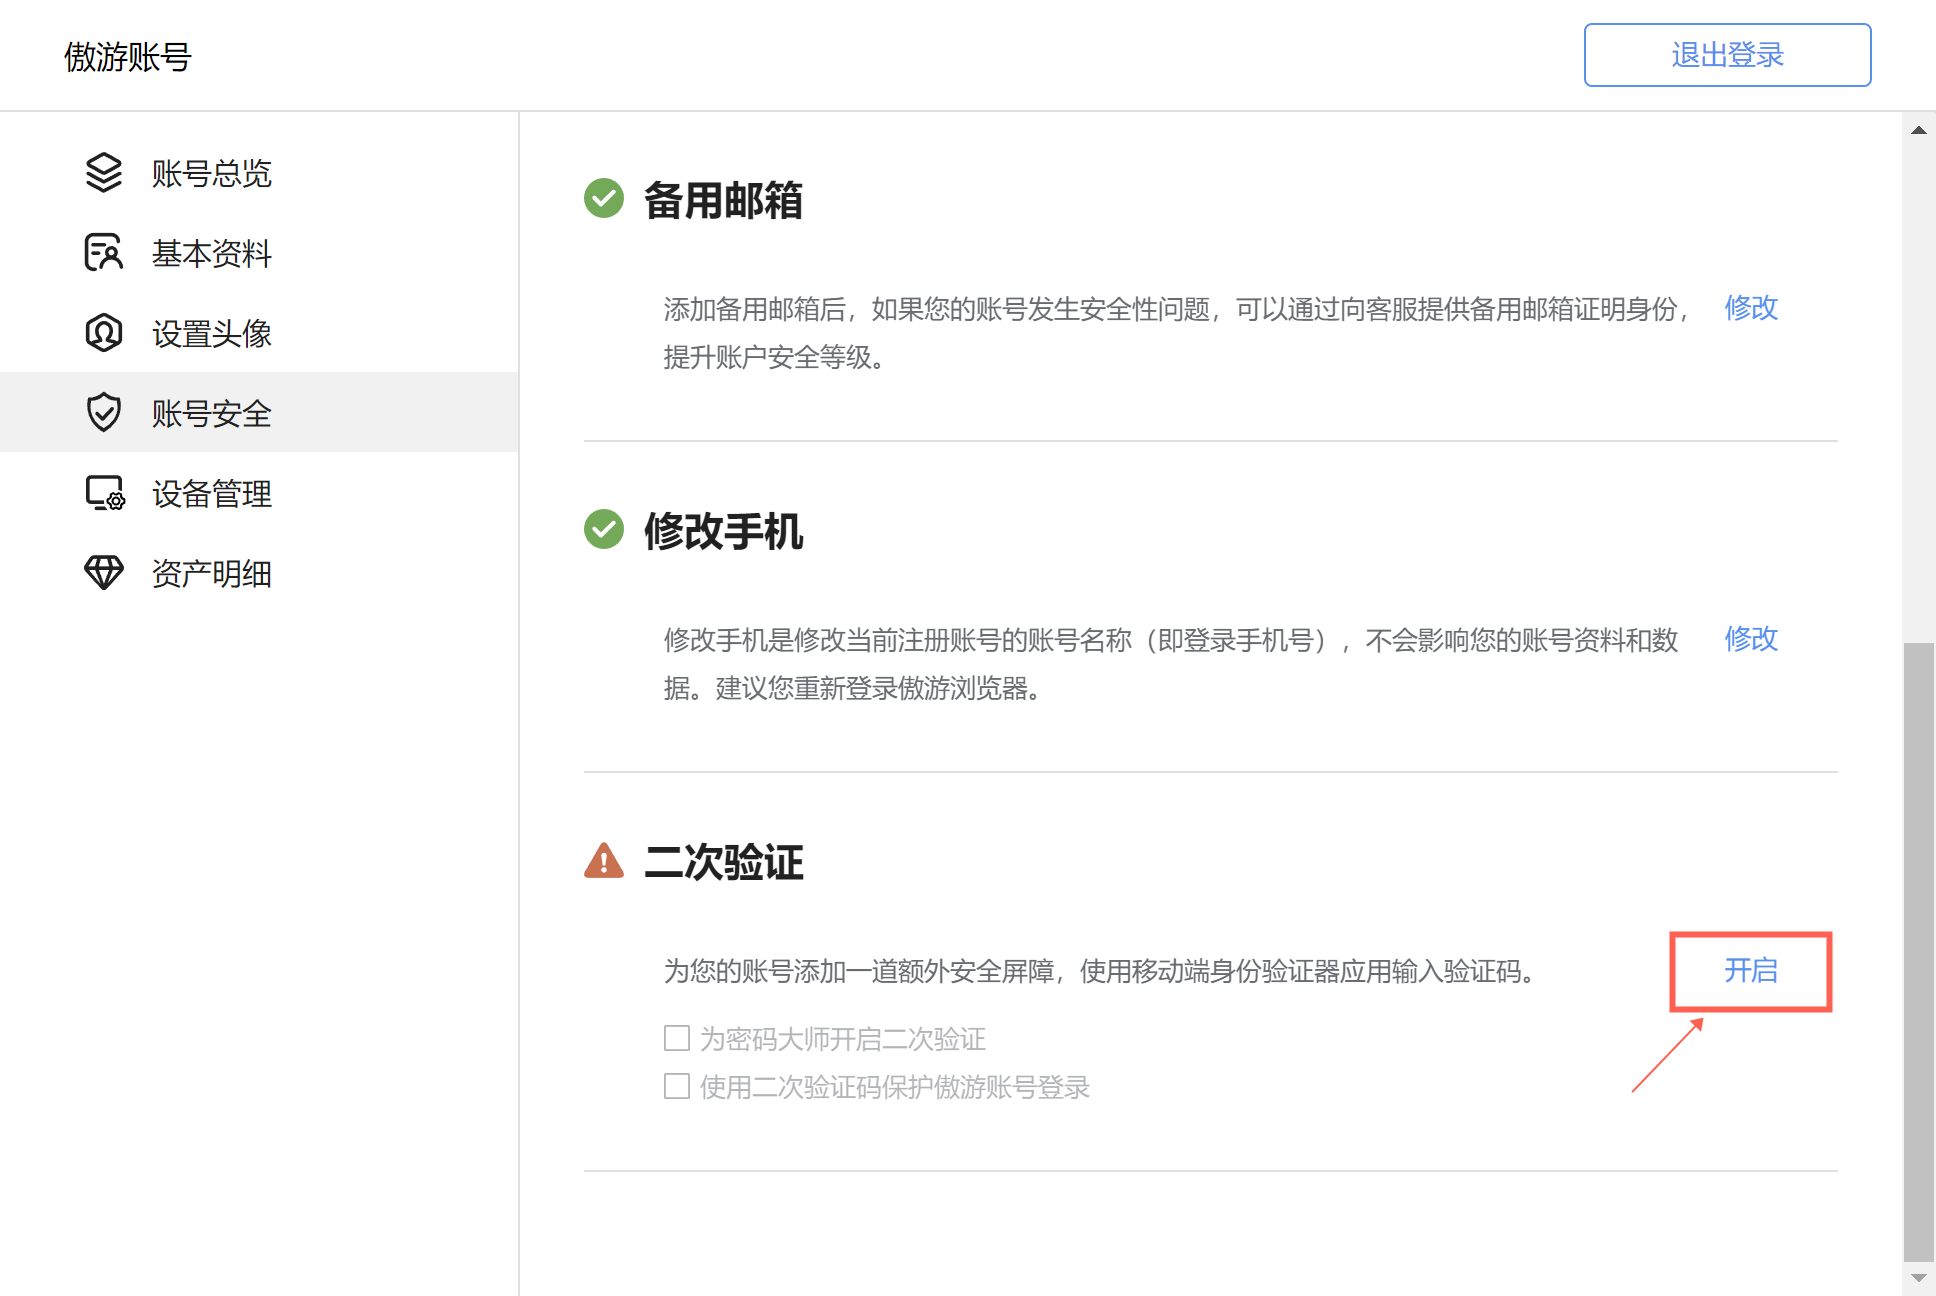 傲游账号
退出登录
账号总览
基本资料
设置头像
账号安全
设备管理
资产明细
备用邮箱
添加备用邮箱后，如果您的账号发生安全性问题，可以通过向客服提供备用邮箱证明身份，
提升账户安全等级。
修改
修改手机
修改手机是修改当前注册账号的账号名称（即登录手机号），不会影响您的账号资料和数
据。建议您重新登录傲游浏览器。
修改
二次验证
为您的账号添加一道额外安全屏障，使用移动端身份验证器应用输入验证码。
开启
为密码大师开启二次验证
使用二次验证码保护傲游账号登录